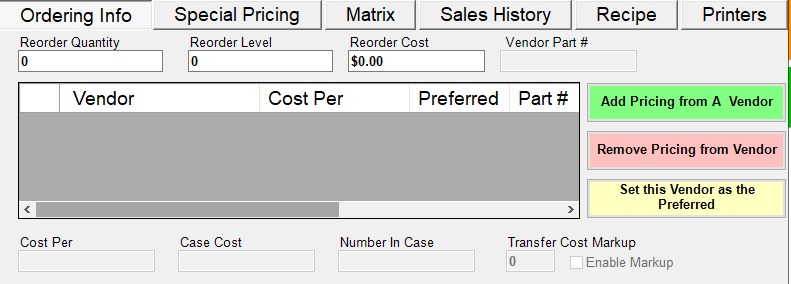 Ordering Info Special Pricing Matrix Sales History Recipe Printers
Reorder Quantity Reorder Level Reorder Cost Vendor Part #
0 0 $0.00
Vendor Cost Per Preferred Part #
Add Pricing from A Vendor
Remove Pricing from Vendor
Set this Vendor as the
Preferred
Cost Per Case Cost Number In Case Transfer Cost Markup
0 Enable Markup